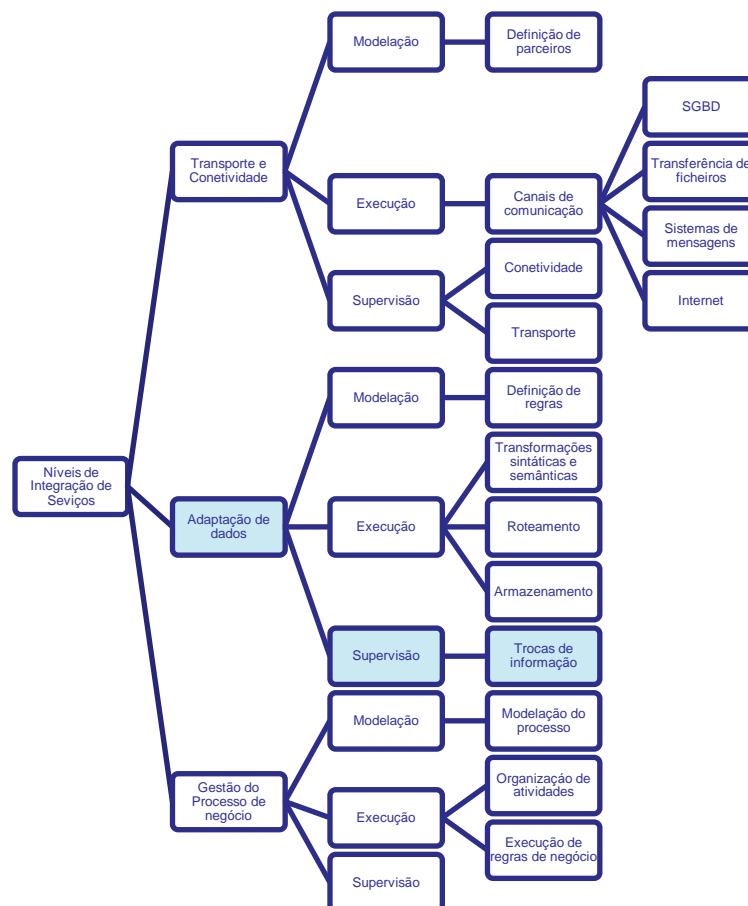 Modelação
Definição de
parceiros
SGBD
Transporte e
Conetividade
Transferência de
ficheiros
Execução
Canais de
comunicação
Sistemas de
mensagens
Conetividade
Supervisão
Internet
Transporte
Modelação
Definição de
regras
Transformações
sintáticas e
semânticas
Níveis de
Integração de
Seviços
Adaptação de
dados
Execução
Roteamento
Armazenamento
Supervisão
Trocas de
informação
Modelação
Modelação do
processo
Gestão do
Processo de
negócio
Organizaçáo de
atividades
Execução
Execução de
regras de negócio
Supervisão